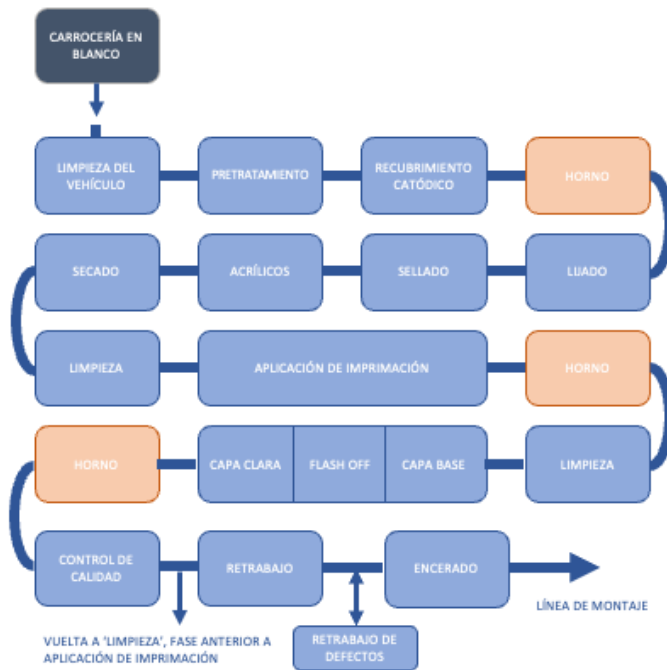 CARROCERÍA EN
BLANCO
LIMPIEZA DEL
VEHÍCULO
PRETRATAMIENTO
RECUBRIMIENTO
CATÓDICO
HORNO
SECADO
ACRÍLICOS
SELLADO
LIJADO
LIMPIEZA
APLICACIÓN DE IMPRIMACIÓN
HORNO
HORNO
CAPA CLARA
FLASH OFF
CAPA BASE
LIMPIEZA
CONTROL DE
CALIDAD
RETRABAJO
ENCERADO
LÍNEA DE MONTAJE
VUELTA A 'LIMPIEZA', FASE ANTERIOR A
APLICACIÓN DE IMPRIMACIÓN
RETRABAJO DE
DEFECTOS